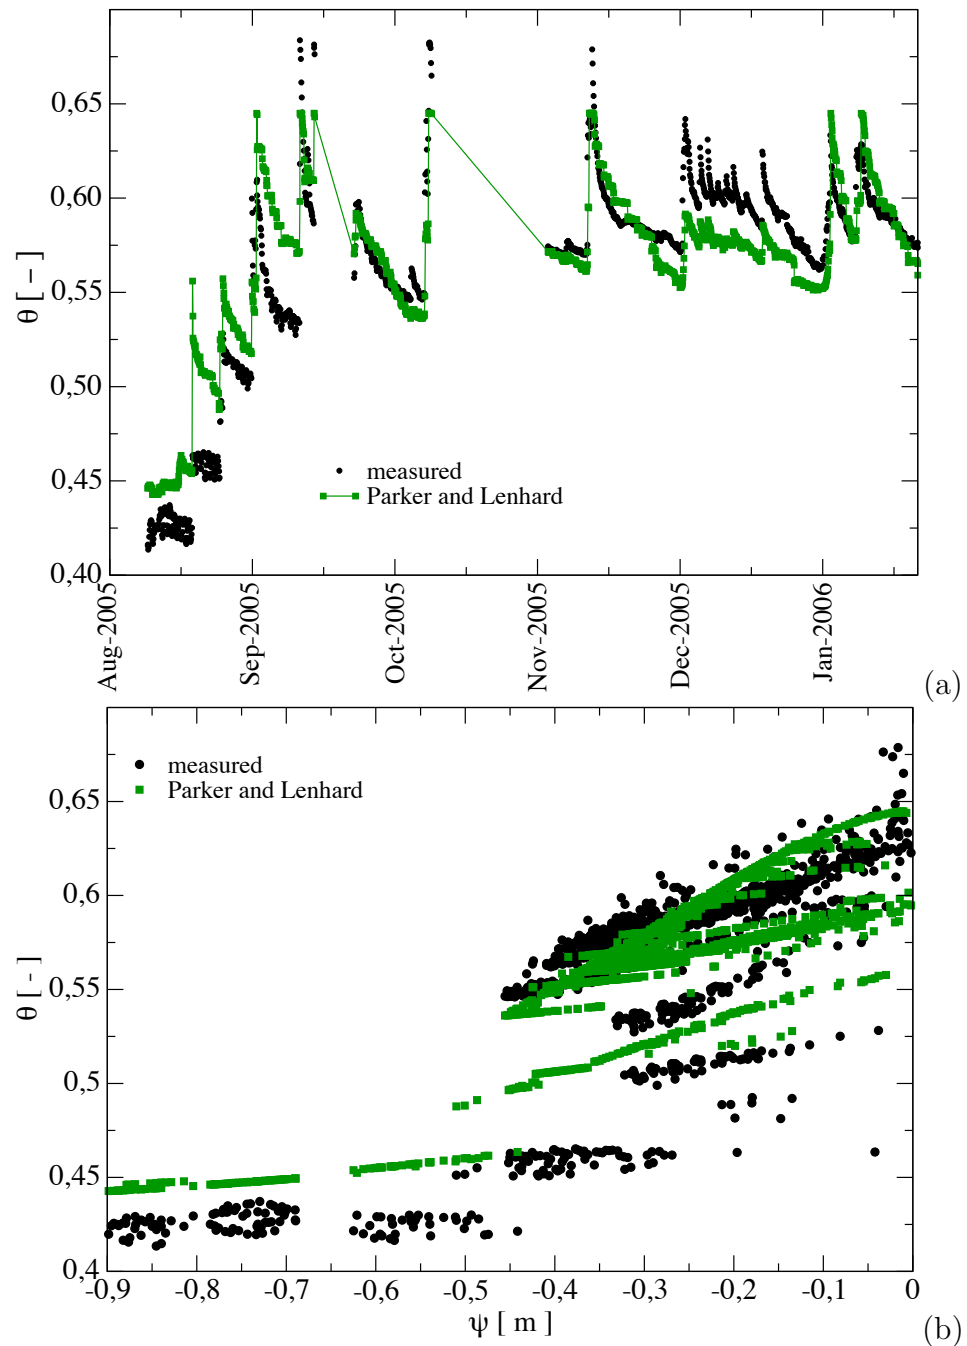 θ [ – ]
0,65
0,60
0,55
0,50
0,45
0,40
measured
Parker and Lenhard
Aug-2005
Sep-2005
Oct-2005
Nov-2005
Dec-2005
Jan-2006
(a)
measured
Parker and Lenhard
θ [ - ]
0,65
0,6
0,55
0,5
0,45
0,4
-0,9
-0,8
-0,7
-0,6
-0,5
-0,4
-0,3
-0,2
-0,1
0
ψ [ m ]
(b)